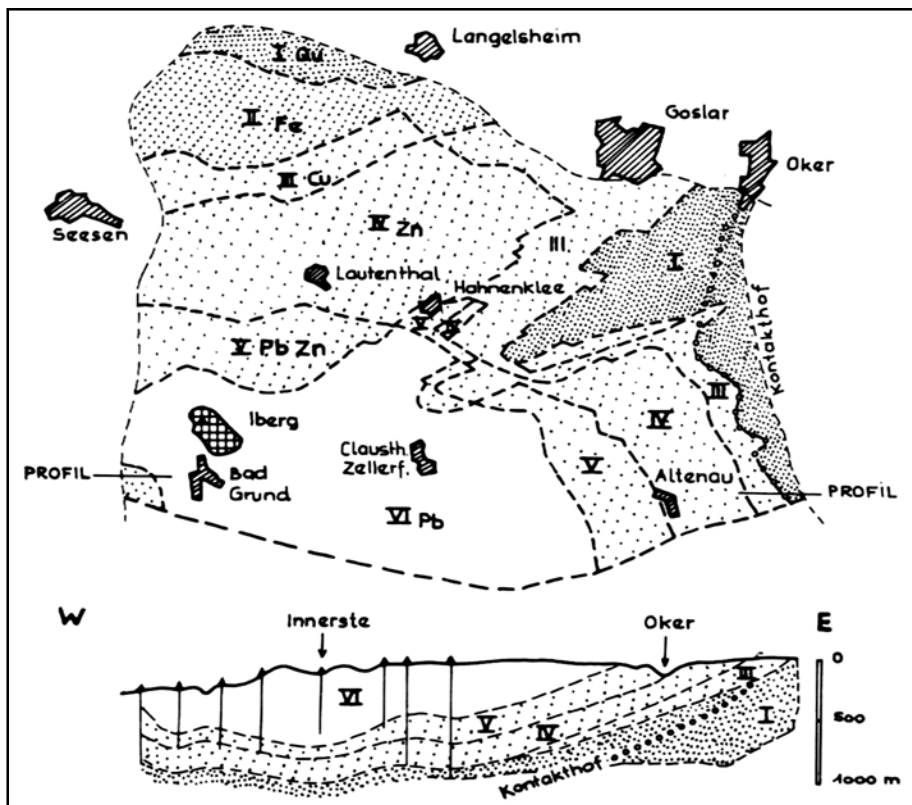 Langelsheim
I Qu
II Fe
Goslar
Oker
III Cu
IV Zn
Seesen
III
I
Lautenthal
Hahnenklee
V
V Pb Zn
Kontakthof
III
Iberg
IV
Clausth.
Zellerf.
V
Altenau
PROFIL
Bad
Grund
PROFIL
VI Pb
W
Innerste
Oker
E
0
III
VI
V
I
500
IV
Kontakthof
1000 m